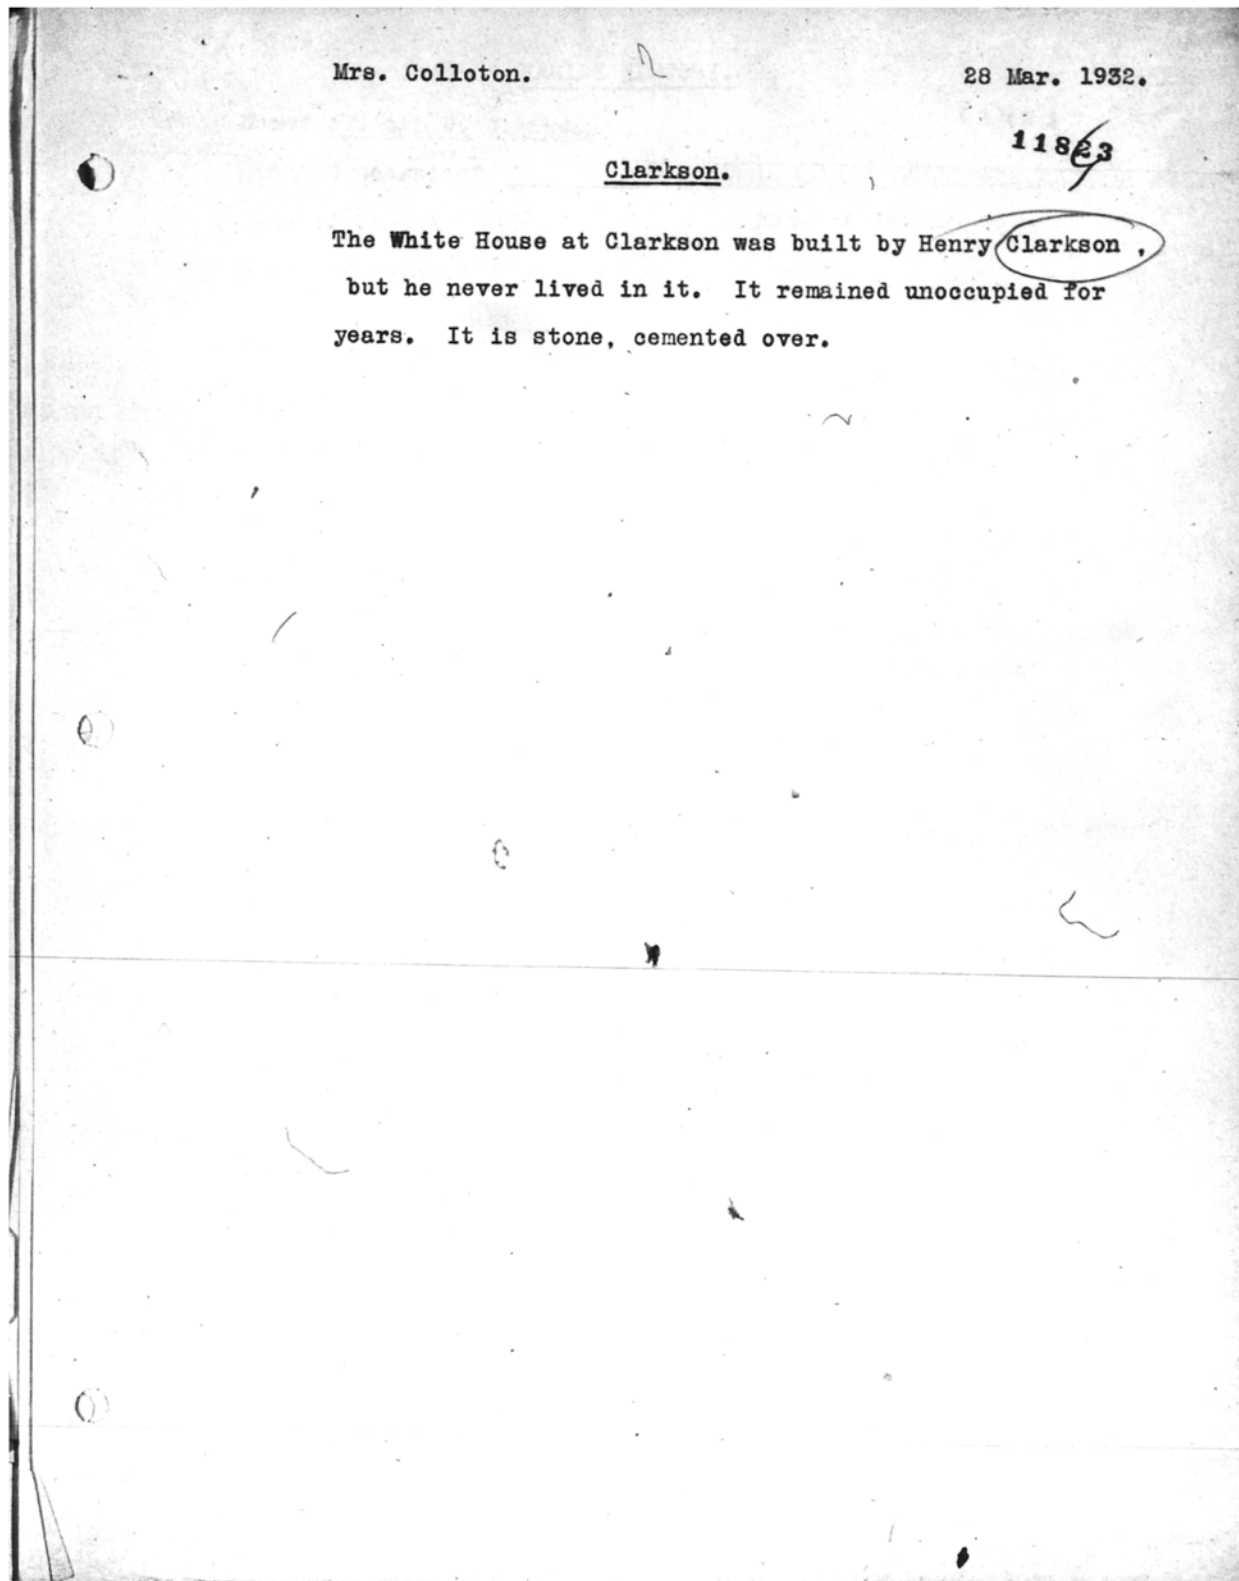 Mrs. Colloton.
28 Mar. 1932.
11823
Clarkson.
The White House at Clarkson was built by Henry Clarkson ,
but he never lived in it.  It remained unoccupied for
years.  It is stone, cemented over.